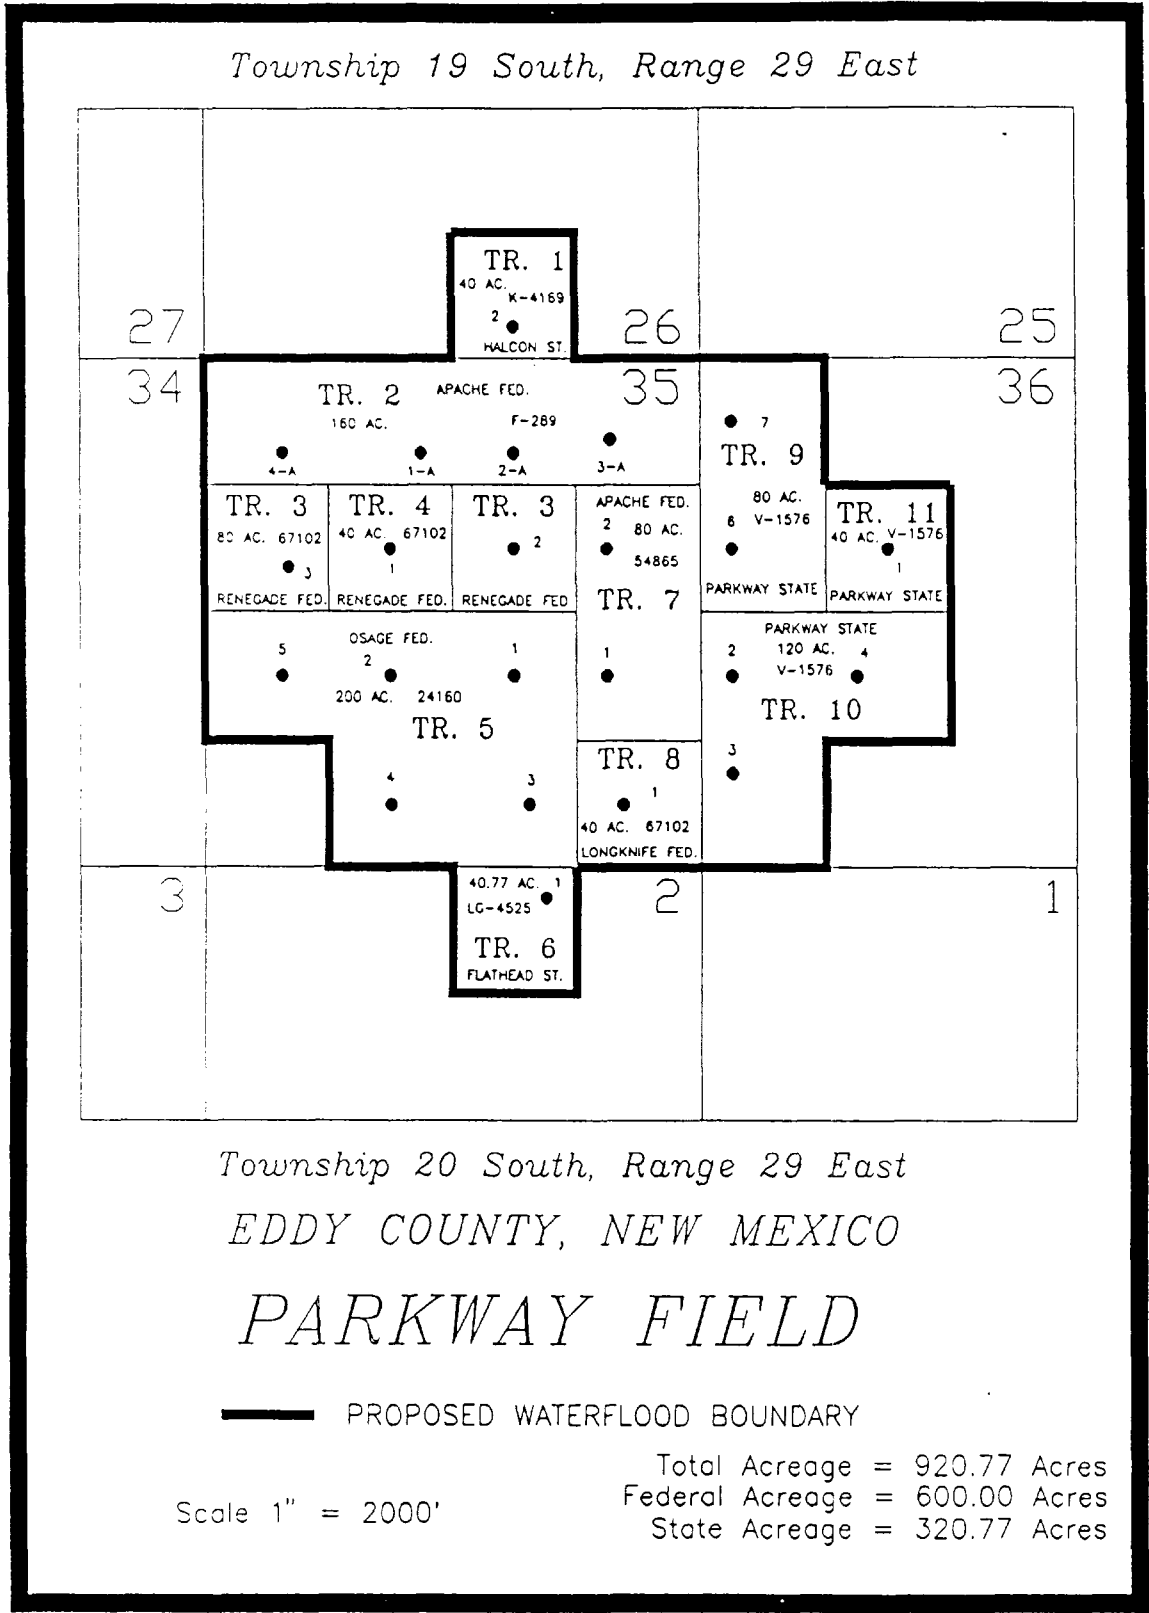 Township 19 South, Range 29 East
TR. 1
40 AC.
K-4169
2
HALCON ST.
27
26
25
34
35
36
TR. 2
APACHE FED.
160 AC.
F-289
4-A
1-A
2-A
3-A
7
TR. 9
80 AC.
6 V-1576
PARKWAY STATE
TR. 3
80 AC. 67102
3
RENEGADE FED.
TR. 4
40 AC. 67102
1
RENEGADE FED.
TR. 3
2
RENEGADE FED
APACHE FED.
2 80 AC.
54865
TR. 7
1
TR. 11
40 AC. V-1576
1
PARKWAY STATE
OSAGE FED.
5
2
1
200 AC. 24160
TR. 5
4
3
PARKWAY STATE
2 120 AC. 4
V-1576
TR. 10
3
TR. 8
1
40 AC. 67102
LONGKNIFE FED.
3
40.77 AC. 1
LG-4525
TR. 6
FLATHEAD ST.
2
1
Township 20 South, Range 29 East
EDDY COUNTY, NEW MEXICO
PARKWAY FIELD
PROPOSED WATERFLOOD BOUNDARY
Total Acreage = 920.77 Acres
Federal Acreage = 600.00 Acres
State Acreage = 320.77 Acres
Scale 1" = 2000'